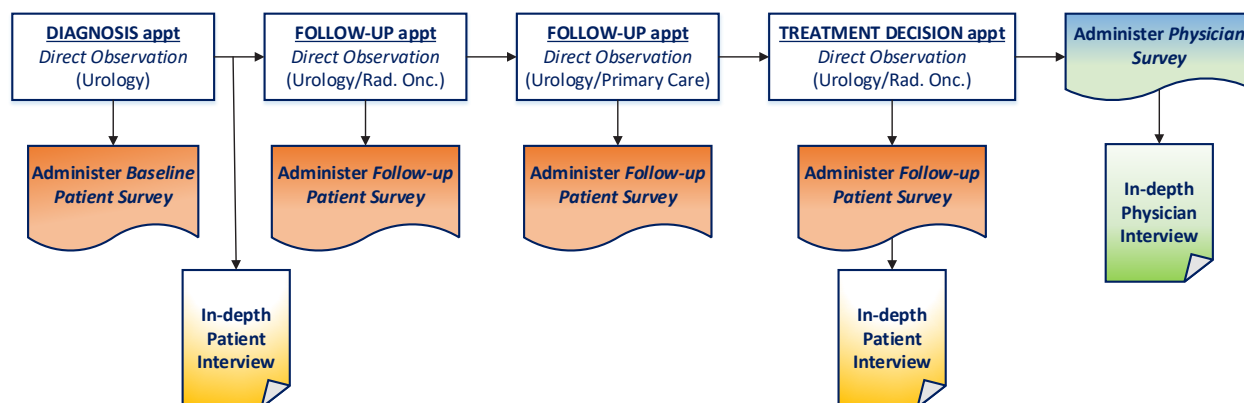 DIAGNOSIS appt
Direct Observation
(Urology)
FOLLOW-UP appt
Direct Observation
(Urology/Rad. Onc.)
FOLLOW-UP appt
Direct Observation
(Urology/Primary Care)
TREATMENT DECISION appt
Direct Observation
(Urology/Rad. Onc.)
Administer Physician
Survey
Administer Baseline
Patient Survey
Administer Follow-up
Patient Survey
Administer Follow-up
Patient Survey
Administer Follow-up
Patient Survey
In-depth
Physician
Interview
In-depth
Patient
Interview
In-depth
Patient
Interview